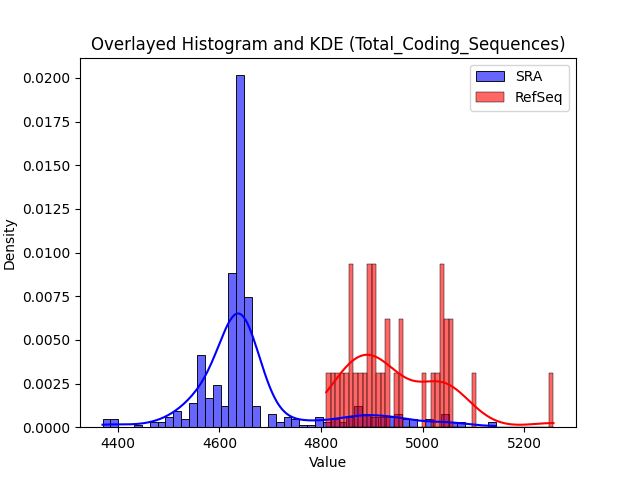 Overlayed Histogram and KDE (Total_Coding_Sequences)
SRA
RefSeq
0.0200
0.0175
0.0150
0.0125
0.0100
0.0075
0.0050
0.0025
0.0000
Density
4400 4600 4800 5000 5200
Value